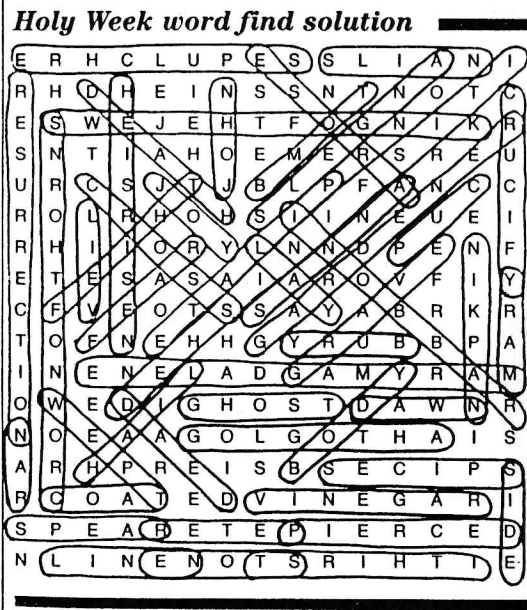 Holy Week word find solution
E R H C L U P E S S L I A N I
R H D H E I N S S N T N O T C
E S W E J E H T F O G N I K R
S N T I A H O E M E R S R E U
U R C S J T J B L P F A N C C
R O L R H O H S I I N E U E I
R H I I O R Y L N N D P E N F
E T E S A S A I A R O V F I Y
C F V E O T S S A Y A B R K R
T O F N E H H G Y R U B B P A
I N E N E L A D G A M Y R A M
O W E D I G H O S T D A W N R
N O E A A G O L G O T H A I S
A R H P R E I S B S E C I P S
R C O A T E D V I N E G A R I
S P E A R E T E P I E R C E D
N L I N E N O T S R I H T I E